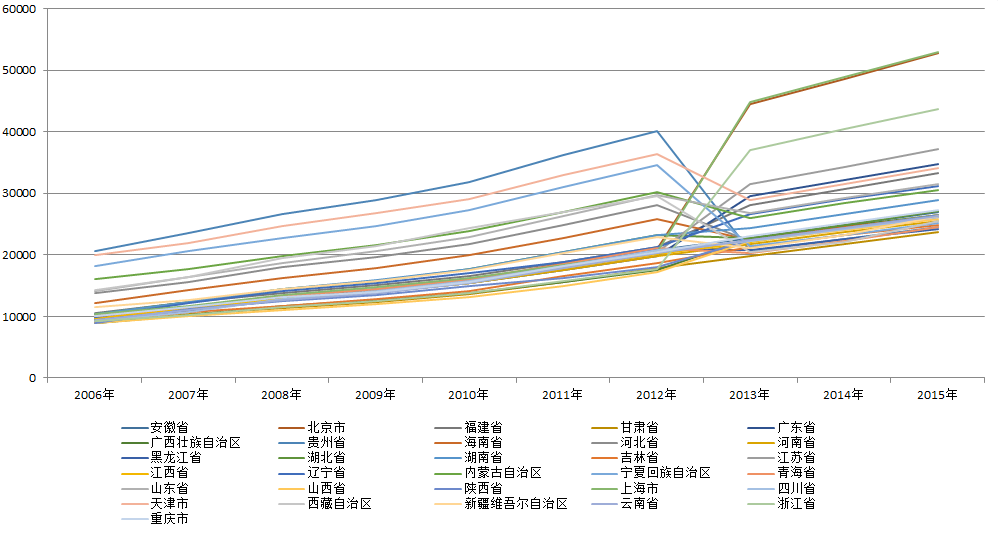 60000
50000
40000
30000
20000
10000
0
2006年 2007年 2008年 2009年 2010年 2011年 2012年 2013年 2014年 2015年
安徽省 北京市 福建省 甘肃省 广东省
广西壮族自治区 贵州省 海南省 河北省 河南省
黑龙江省 湖北省 湖南省 吉林省 江苏省
江西省 辽宁省 内蒙古自治区 宁夏回族自治区 青海省
山东省 山西省 陕西省 上海市 四川省
天津市 西藏自治区 新疆维吾尔自治区 云南省 浙江省
重庆市